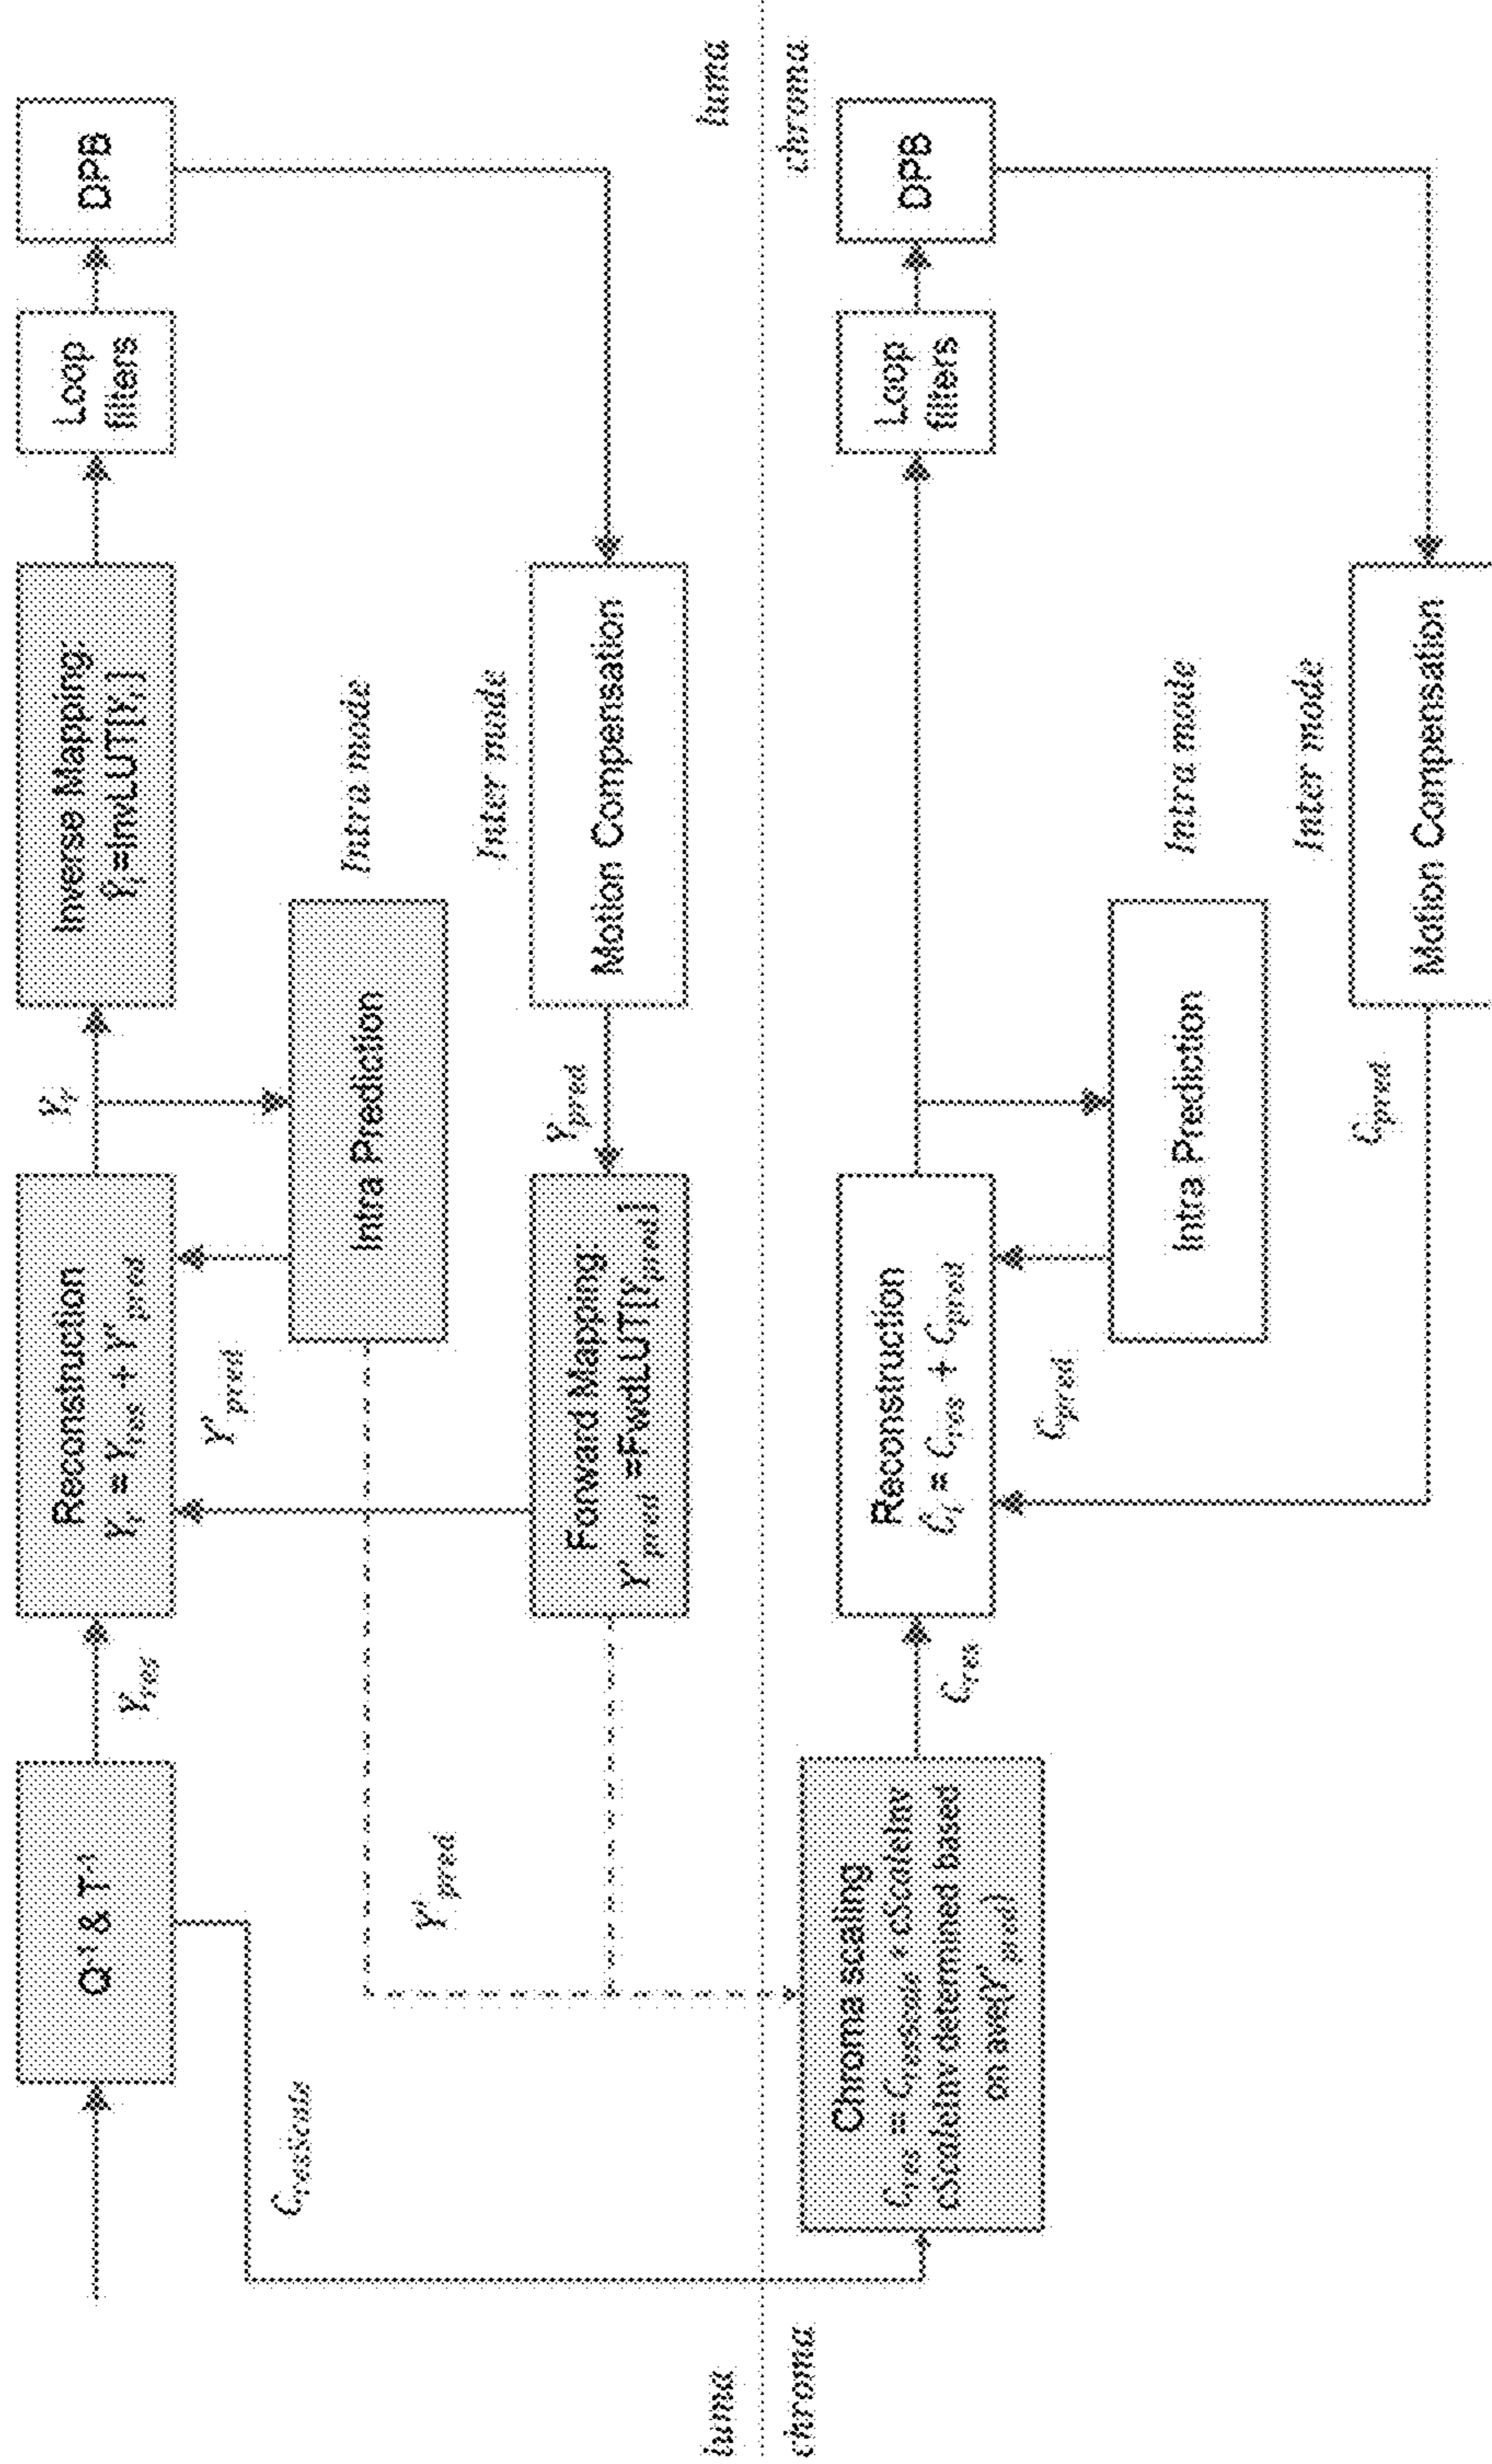 Q⁻¹ & T⁻¹
Y_res
Reconstruction
Y_r = Y_res + Y'_pred
Y_r
Inverse Mapping:
Ŷ_r=InvLUT[Y_r]
Loop
filters
DPB
Y'_pred
Intra Prediction
Intra mode
Inter mode
Y'_pred
Forward Mapping:
Y'_pred =FwdLUT[Y_pred]
Y_pred
Motion Compensation
C_resScale
luma
luma
chroma
chroma
Chroma scaling
C_res = C_resScale * cScaleInv
cScaleInv determined based
on ave(Y'_pred)
C_res
Reconstruction
C_r = C_res + C_pred
Loop
filters
DPB
C_pred
Intra Prediction
Intra mode
Inter mode
C_pred
Motion Compensation